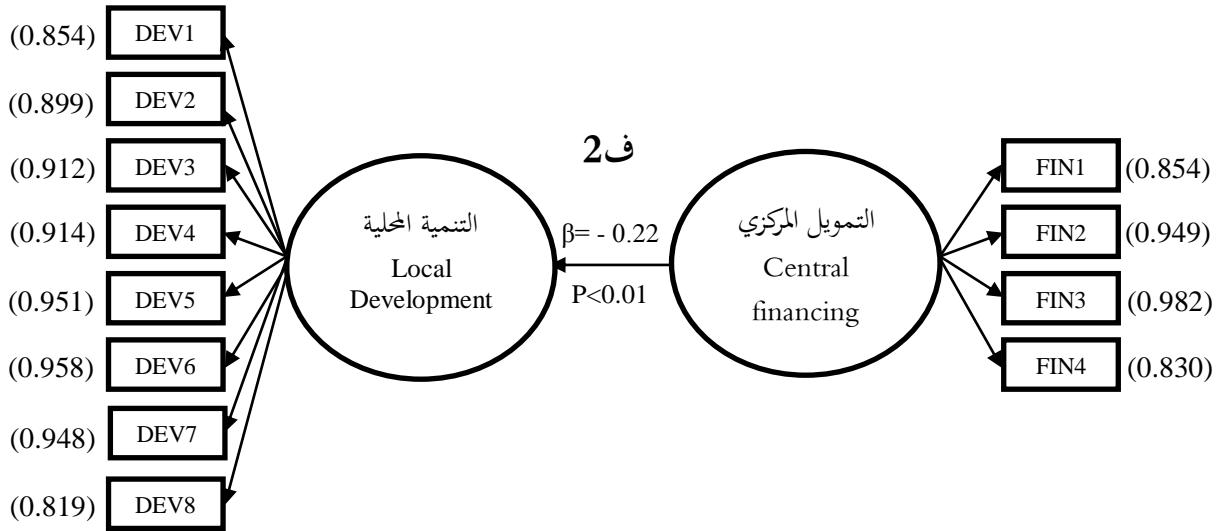 (0.854) DEV1
(0.899) DEV2
(0.912) DEV3
(0.914) DEV4
(0.951) DEV5
(0.958) DEV6
(0.948) DEV7
(0.819) DEV8
التنمية المحلية
Local
Development
ف2
β= - 0.22
P<0.01
التمويل المركزي
Central
financing
FIN1 (0.854)
FIN2 (0.949)
FIN3 (0.982)
FIN4 (0.830)